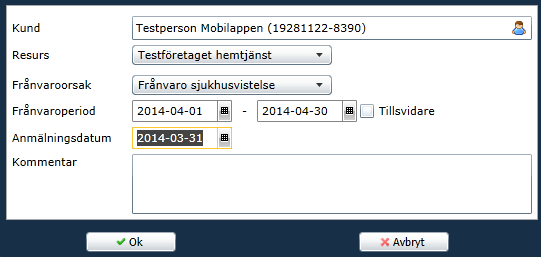 Kund Testperson Mobilappen (19281122-8390)
Resurs Testföretaget hemtjänst
Frånvaroorsak Frånvaro sjukhusvistelse
Frånvaroperiod 2014-04-01 - 2014-04-30 Tillsvidare
Anmälningsdatum 2014-03-31
Kommentar
Ok Avbryt